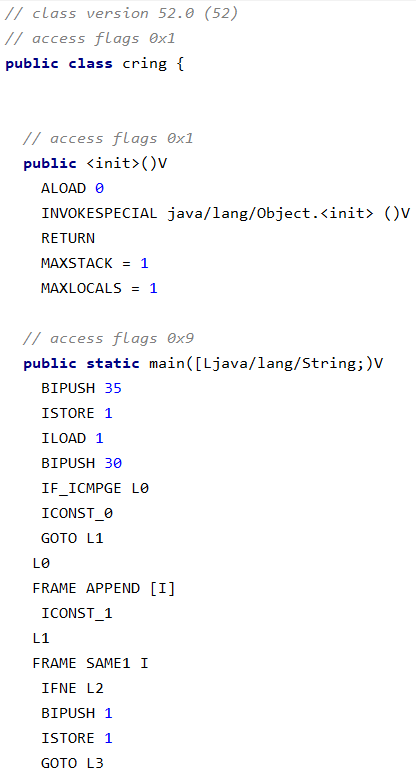 // class version 52.0 (52)
// access flags 0x1
public class cring {
// access flags 0x1
public <init>()V
ALOAD 0
INVOKESPECIAL java/lang/Object.<init> ()V
RETURN
MAXSTACK = 1
MAXLOCALS = 1
// access flags 0x9
public static main([Ljava/lang/String;)V
BIPUSH 35
ISTORE 1
ILOAD 1
BIPUSH 30
IF_ICMPGE L0
ICONST_0
GOTO L1
L0
FRAME APPEND [I]
ICONST_1
L1
FRAME SAME1 I
IFNE L2
BIPUSH 1
ISTORE 1
GOTO L3